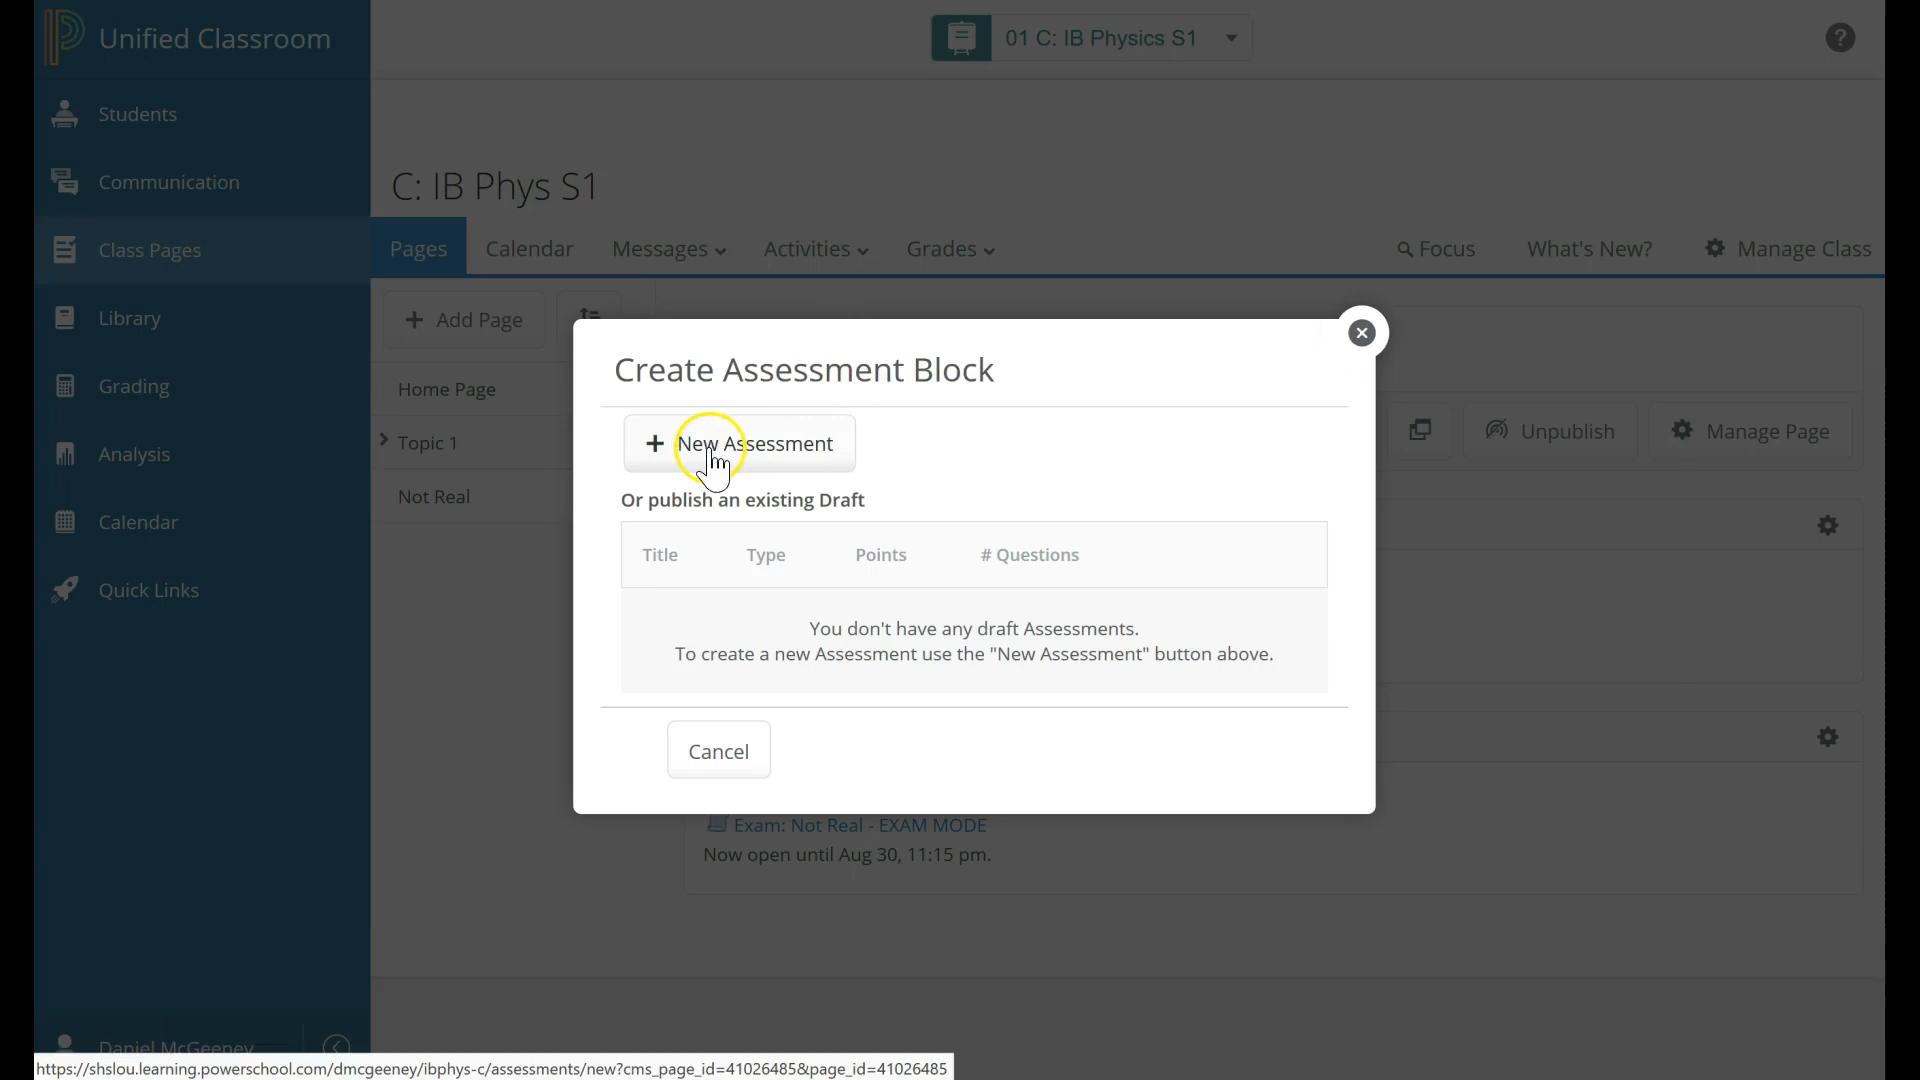 Unified Classroom
01 C: IB Physics S1
?
Students
Communication
Class Pages
Library
Grading
Analysis
Calendar
Quick Links
Daniel McGeeney
C: IB Phys S1
Pages
Calendar
Messages
Activities
Grades
Focus
What's New?
Manage Class
+ Add Page
Home Page
Topic 1
Not Real
Unpublish
Manage Page
Create Assessment Block
+ New Assessment
Or publish an existing Draft
Title Type Points # Questions
You don't have any draft Assessments.
To create a new Assessment use the "New Assessment" button above.
Cancel
Exam: Not Real - EXAM MODE
Now open until Aug 30, 11:15 pm.
https://shslou.learning.powerschool.com/dmcgeeney/ibphys-c/assessments/new?cms_page_id=41026485&page_id=41026485